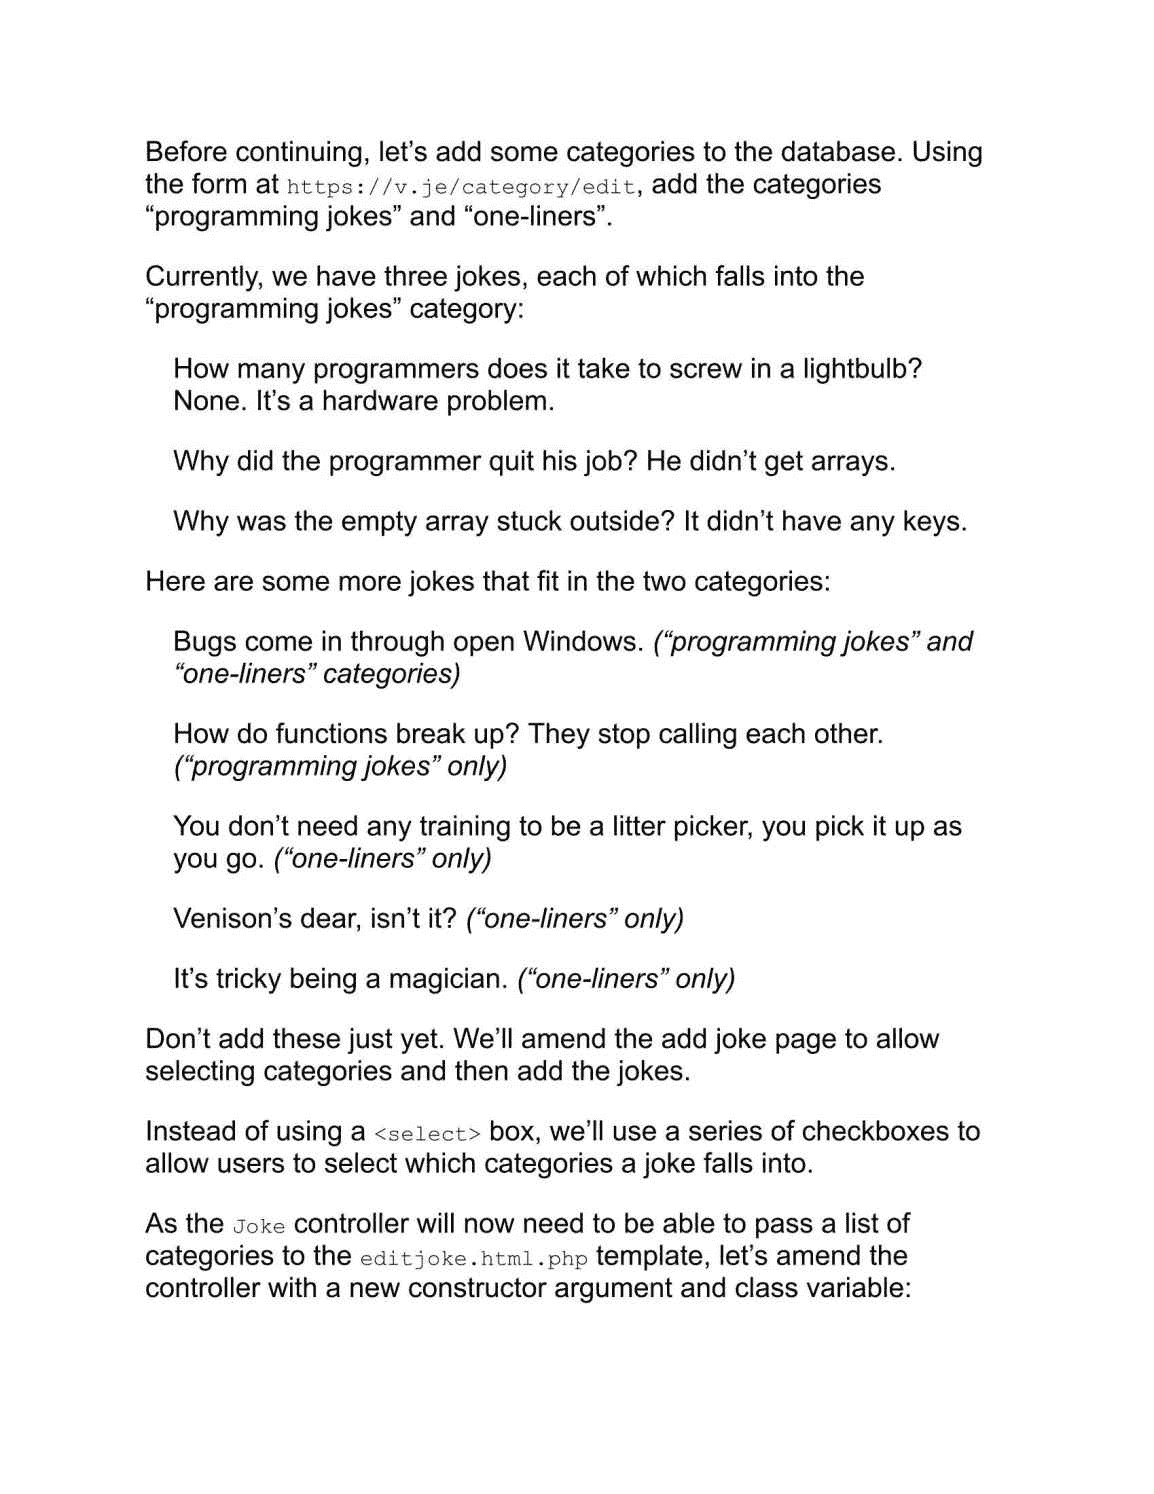 Before continuing, let’s add some categories to the database. Using
the form at https://v.je/category/edit, add the categories
“programming jokes” and “one-liners”.
Currently, we have three jokes, each of which falls into the
“programming jokes” category:
How many programmers does it take to screw in a lightbulb?
None. It’s a hardware problem.
Why did the programmer quit his job? He didn’t get arrays.
Why was the empty array stuck outside? It didn’t have any keys.
Here are some more jokes that fit in the two categories:
Bugs come in through open Windows. (“programming jokes” and
“one-liners” categories)
How do functions break up? They stop calling each other.
(“programming jokes” only)
You don’t need any training to be a litter picker, you pick it up as
you go. (“one-liners” only)
Venison’s dear, isn’t it? (“one-liners” only)
It’s tricky being a magician. (“one-liners” only)
Don’t add these just yet. We’ll amend the add joke page to allow
selecting categories and then add the jokes.
Instead of using a <select> box, we’ll use a series of checkboxes to
allow users to select which categories a joke falls into.
As the Joke controller will now need to be able to pass a list of
categories to the editjoke.html.php template, let’s amend the
controller with a new constructor argument and class variable: